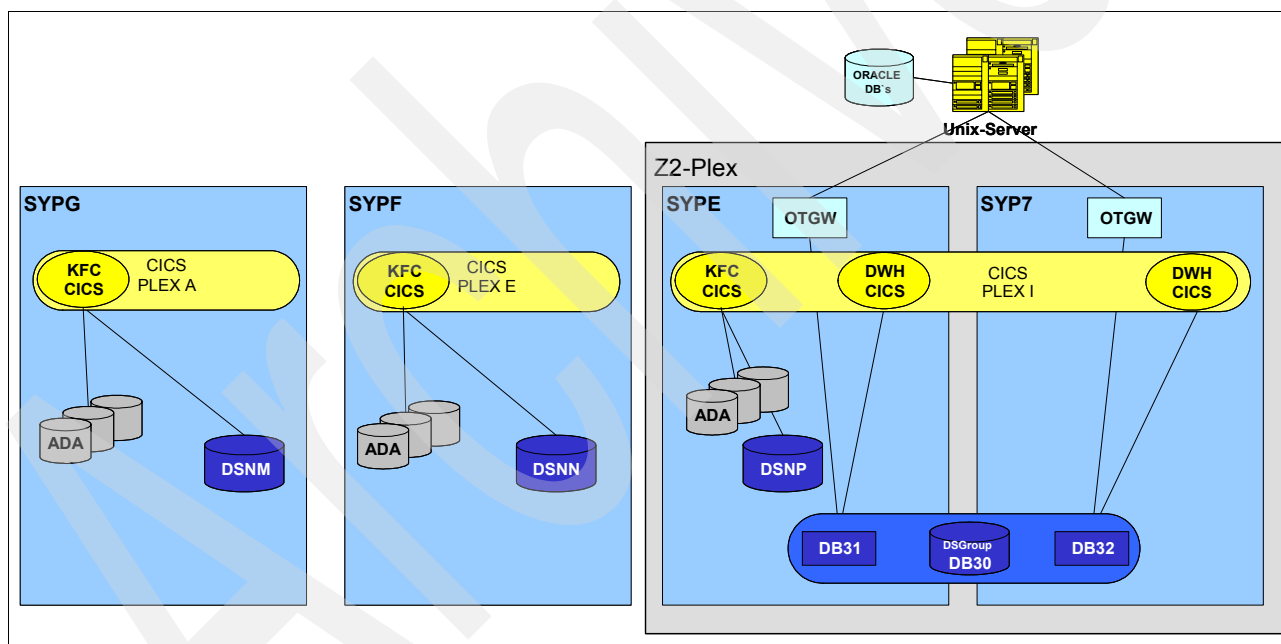 ORACLE
DB`s
Unix-Server
Z2-Plex
SYPG
SYPF
SYPE
SYP7
OTGW
OTGW
KFC
CICS
CICS
PLEX A
KFC
CICS
CICS
PLEX E
KFC
CICS
DWH
CICS
CICS
PLEX I
DWH
CICS
ADA
DSNM
ADA
DSNN
ADA
DSNP
DB31
DSGroup
DB30
DB32